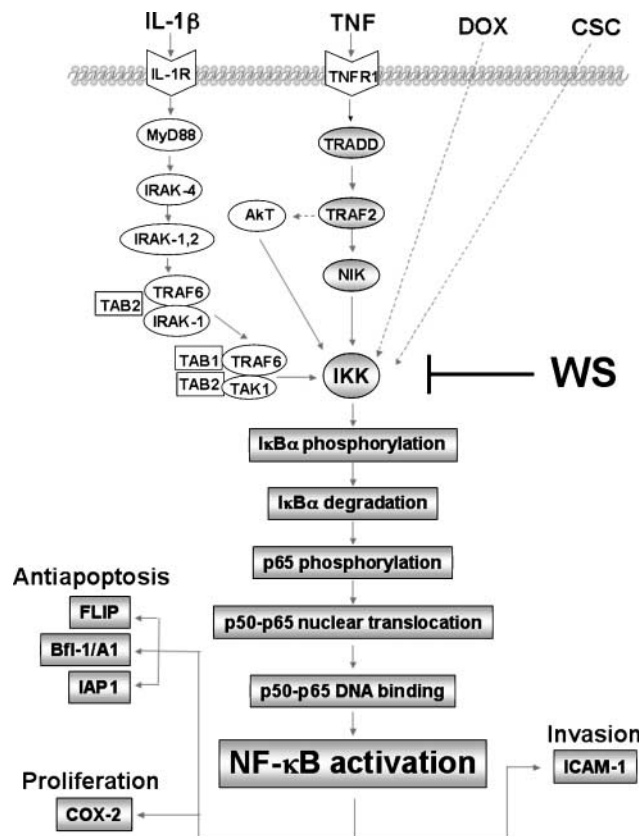 IL-1β TNF DOX CSC
IL-1R TNFR1
MyD88 TRADD
IRAK-4 AkT TRAF2
IRAK-1,2
NIK
TAB2 TRAF6
IRAK-1
TAB1 TRAF6
TAB2 TAK1
IKK WS
IκBα phosphorylation
IκBα degradation
p65 phosphorylation
Antiapoptosis
FLIP
p50-p65 nuclear translocation
Bfl-1/A1
IAP1
p50-p65 DNA binding
NF-κB activation
Invasion
ICAM-1
Proliferation
COX-2